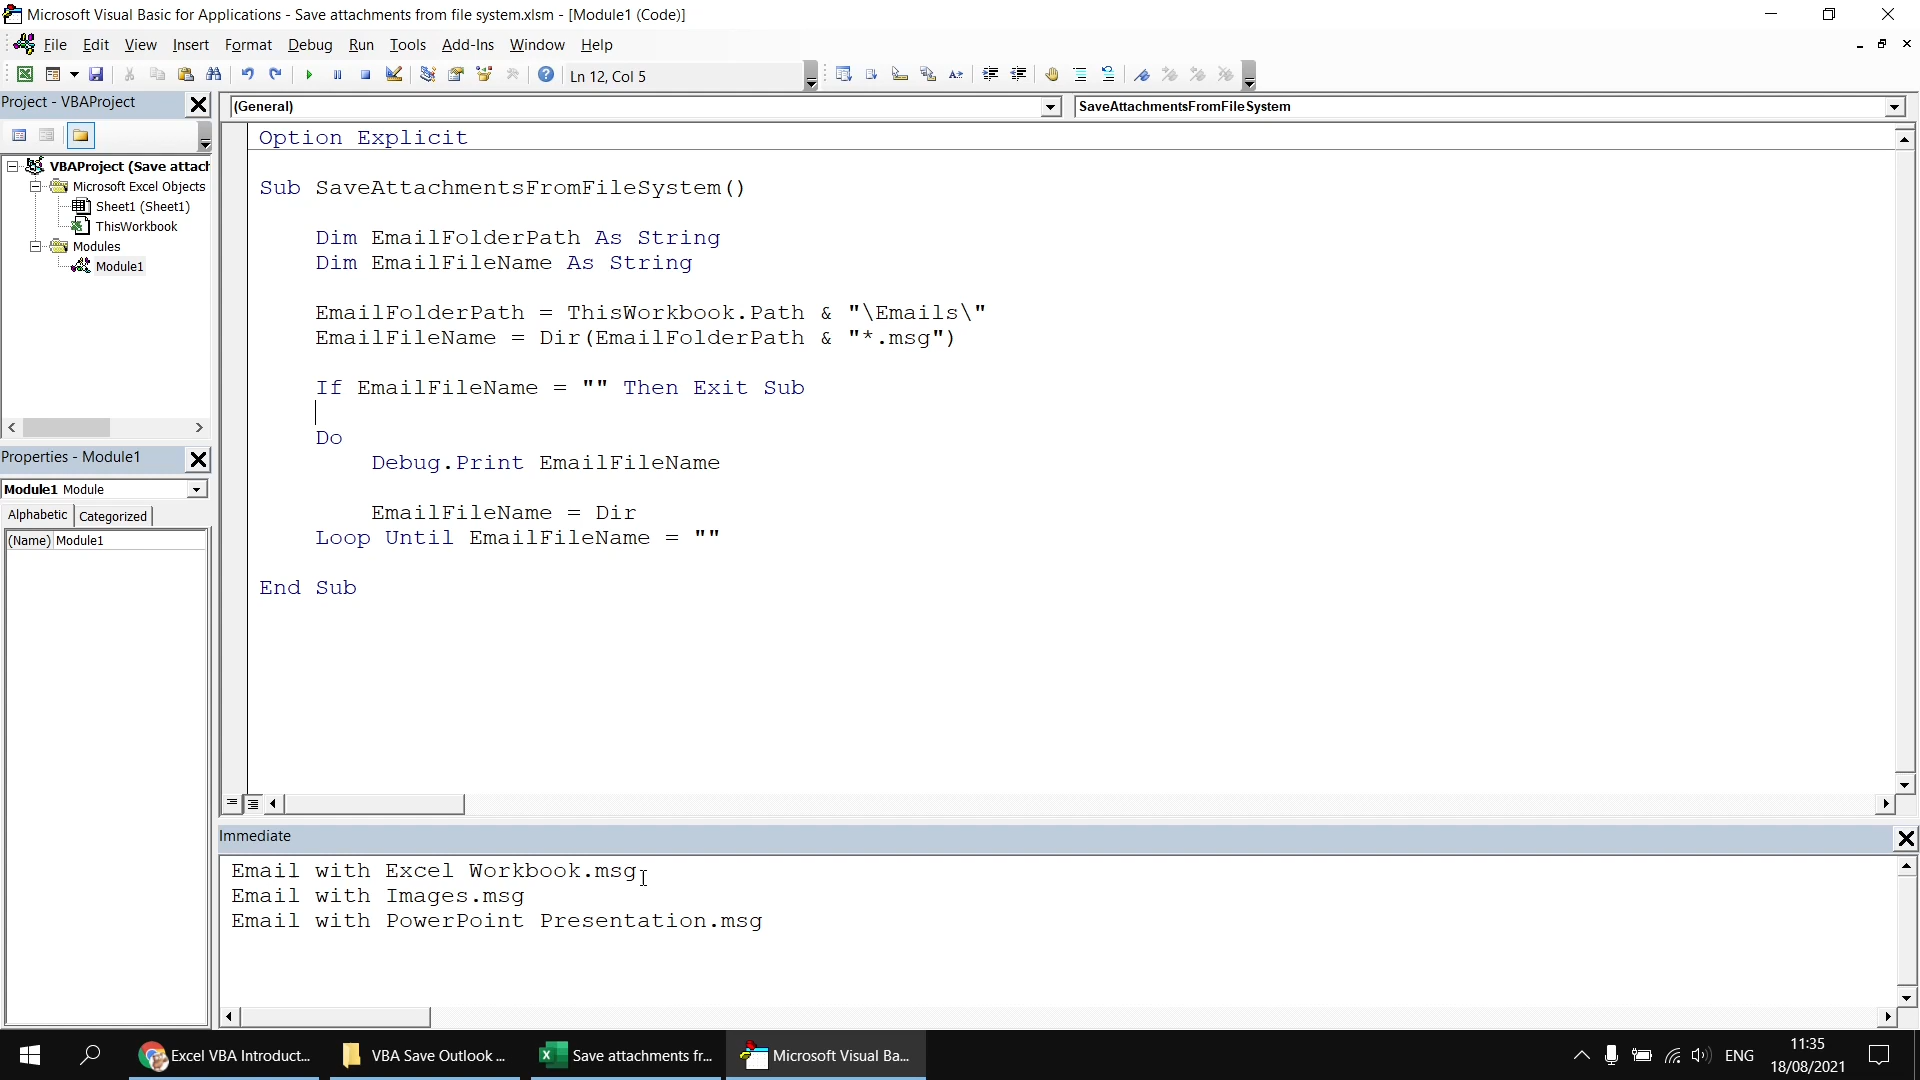 Microsoft Visual Basic for Applications - Save attachments from file system.xlsm - [Module1 (Code)]
File Edit View Insert Format Debug Run Tools Add-Ins Window Help
Ln 12, Col 5
Project - VBAProject
(General)
SaveAttachmentsFromFileSystem
VBAProject (Save attach
Microsoft Excel Objects
Sheet1 (Sheet1)
ThisWorkbook
Modules
Module1
Properties - Module1
Module1 Module
Alphabetic Categorized
(Name) Module1
Option Explicit
Sub SaveAttachmentsFromFileSystem()
Dim EmailFolderPath As String
Dim EmailFileName As String
EmailFolderPath = ThisWorkbook.Path & "\Emails\"
EmailFileName = Dir(EmailFolderPath & "*.msg")
If EmailFileName = "" Then Exit Sub
Do
Debug.Print EmailFileName
EmailFileName = Dir
Loop Until EmailFileName = ""
End Sub
Immediate
Email with Excel Workbook.msg
Email with Images.msg
Email with PowerPoint Presentation.msg
Excel VBA Introduct...
VBA Save Outlook ...
Save attachments fr...
Microsoft Visual Ba...
ENG
11:35
18/08/2021